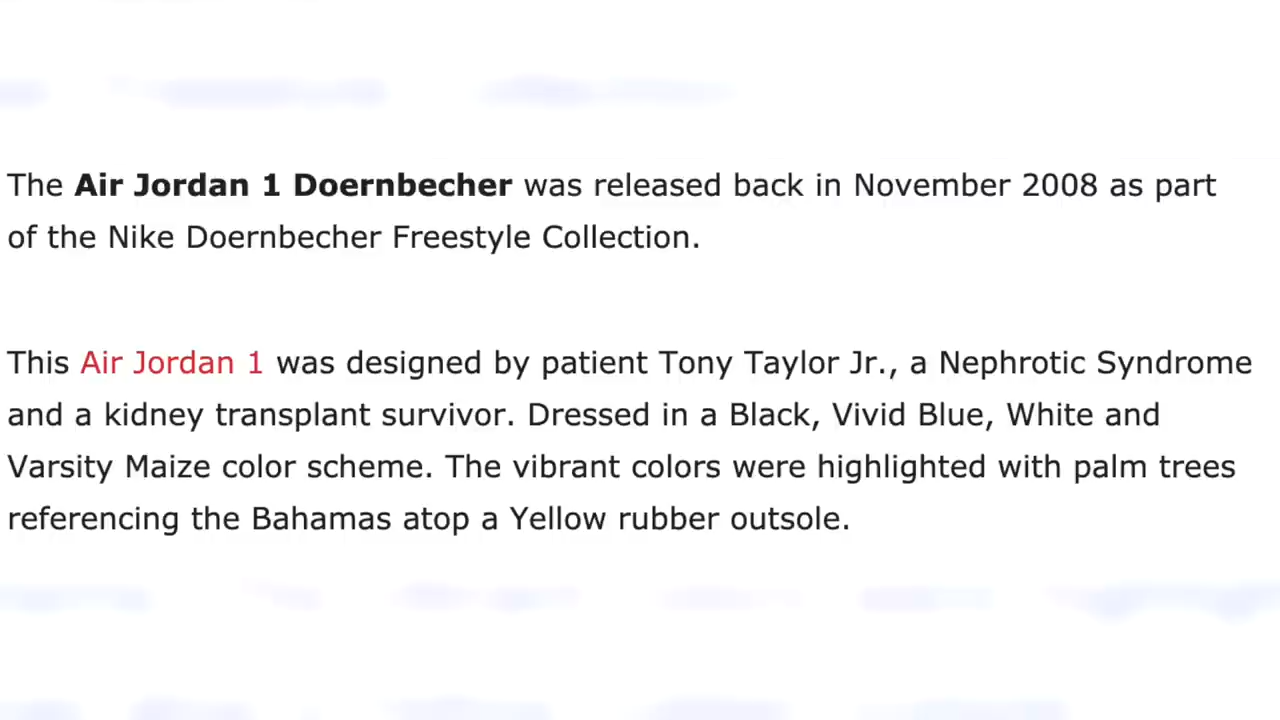 The Air Jordan 1 Doernbecher was released back in November 2008 as part
of the Nike Doernbecher Freestyle Collection.
This Air Jordan 1 was designed by patient Tony Taylor Jr., a Nephrotic Syndrome
and a kidney transplant survivor. Dressed in a Black, Vivid Blue, White and
Varsity Maize color scheme. The vibrant colors were highlighted with palm trees
referencing the Bahamas atop a Yellow rubber outsole.